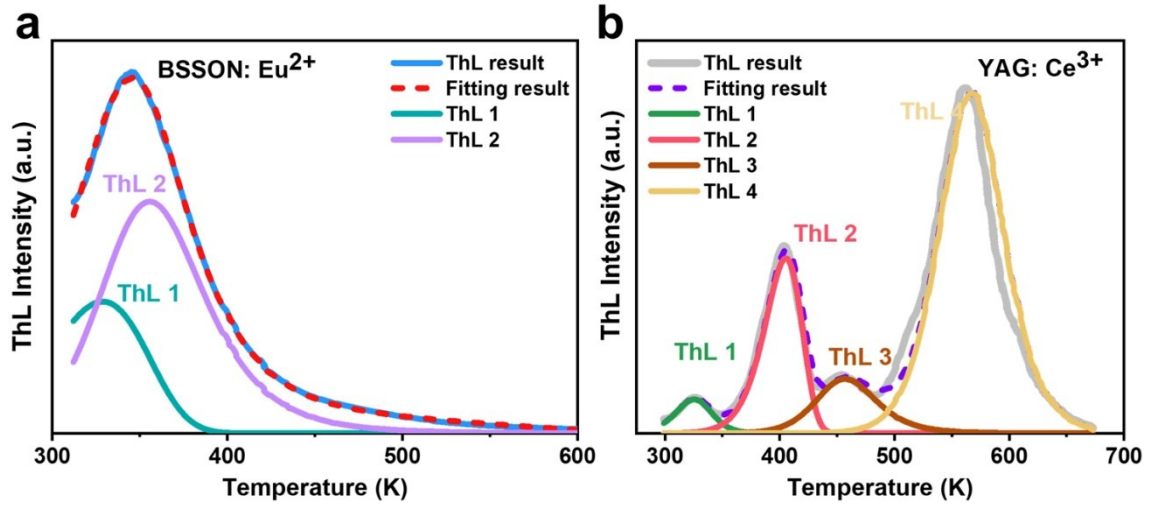 a
BSSON: Eu2+
ThL result
Fitting result
ThL 1
ThL 2
ThL 2
ThL 1
ThL Intensity (a.u.)
300
400
500
600
Temperature (K)
b
YAG: Ce3+
ThL result
Fitting result
ThL 1
ThL 2
ThL 3
ThL 4
ThL 4
ThL 2
ThL 1
ThL 3
ThL Intensity (a.u.)
300
400
500
600
700
Temperature (K)